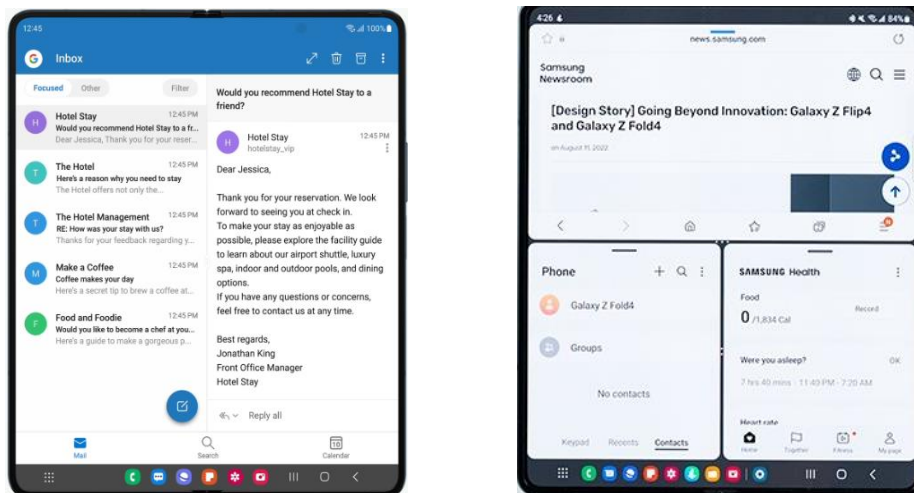 12:45
100%
G
Inbox
Focused
Other
Filter
H
Hotel Stay
12:45 PM
Would you recommend Hotel Stay to a fr...
Dear Jessica, Thank you for your reser...
T
The Hotel
12:45 PM
Here's a reason why you need to stay
The Hotel offers not only the...
T
The Hotel Management
12:45 PM
RE: How was your stay with us?
Thanks for your feedback regarding y...
M
Make a Coffee
12:45 PM
Coffee makes your day
Here's a secret tip to brew a coffee at...
F
Food and Foodie
12:45 PM
Would you like to become a chef at you...
Here's a guide to make a gorgeous p...
Would you recommend Hotel Stay to a
friend?
H
Hotel Stay
12:45 PM
hotelstay_vip
Dear Jessica,
Thank you for your reservation. We look
forward to seeing you at check in.
To make your stay as enjoyable as
possible, please explore the facility guide
to learn about our airport shuttle, luxury
spa, indoor and outdoor pools, and dining
options.
If you have any questions or concerns,
feel free to contact us at any time.
Best regards,
Jonathan King
Front Office Manager
Hotel Stay
Reply all
Mail
Search
Calendar
4:26
84%
news.samsung.com
Samsung
Newsroom
[Design Story] Going Beyond Innovation: Galaxy Z Flip4
and Galaxy Z Fold4
on August 11, 2022
Phone
Galaxy Z Fold4
Groups
No contacts
Keypad
Recents
Contacts
SAMSUNG Health
Food
0 /1,834 Cal
Record
Were you asleep?
OK
7 hrs 40 mins · 11:40 PM - 7:20 AM
Heart rate
Home
Together
Fitness
My page